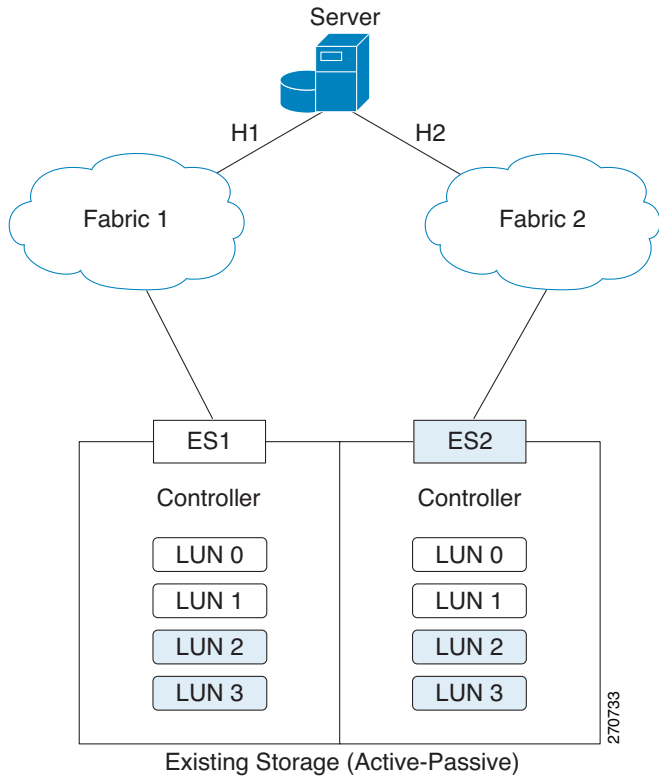 Server
H1
H2
Fabric 1
Fabric 2
ES1
ES2
Controller
Controller
LUN 0
LUN 0
LUN 1
LUN 1
LUN 2
LUN 2
LUN 3
LUN 3
270733
Existing Storage (Active-Passive)